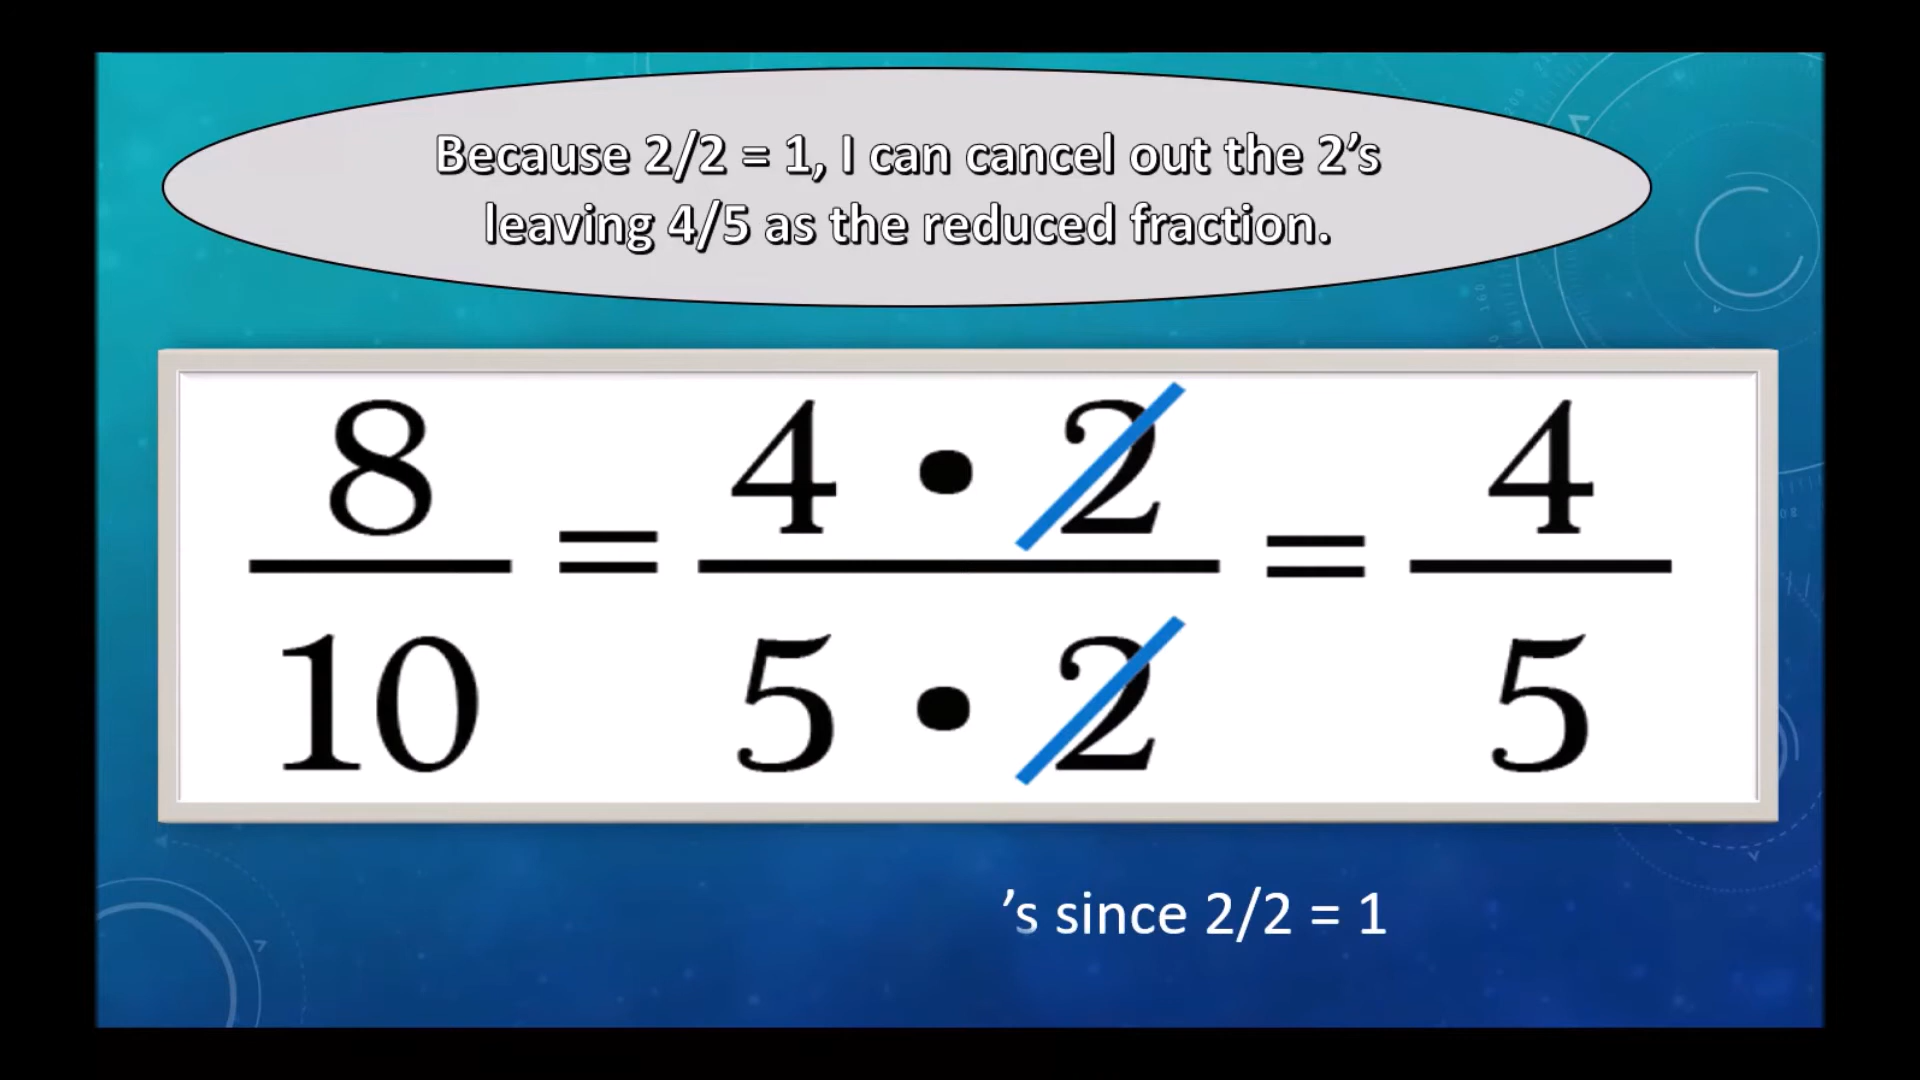 Because 2/2 = 1, I can cancel out the 2’s
leaving 4/5 as the reduced fraction.
8/10 = 4 • 2/5 • 2 = 4/5
’s since 2/2 = 1